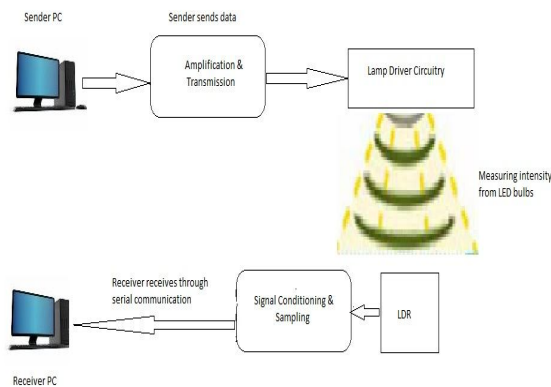 Sender PC
Sender sends data
Amplification &
Transmission
Lamp Driver Circuitry
Measuring intensity
from LED bulbs
Receiver receives through
serial communication
Signal Conditioning &
Sampling
LDR
Receiver PC